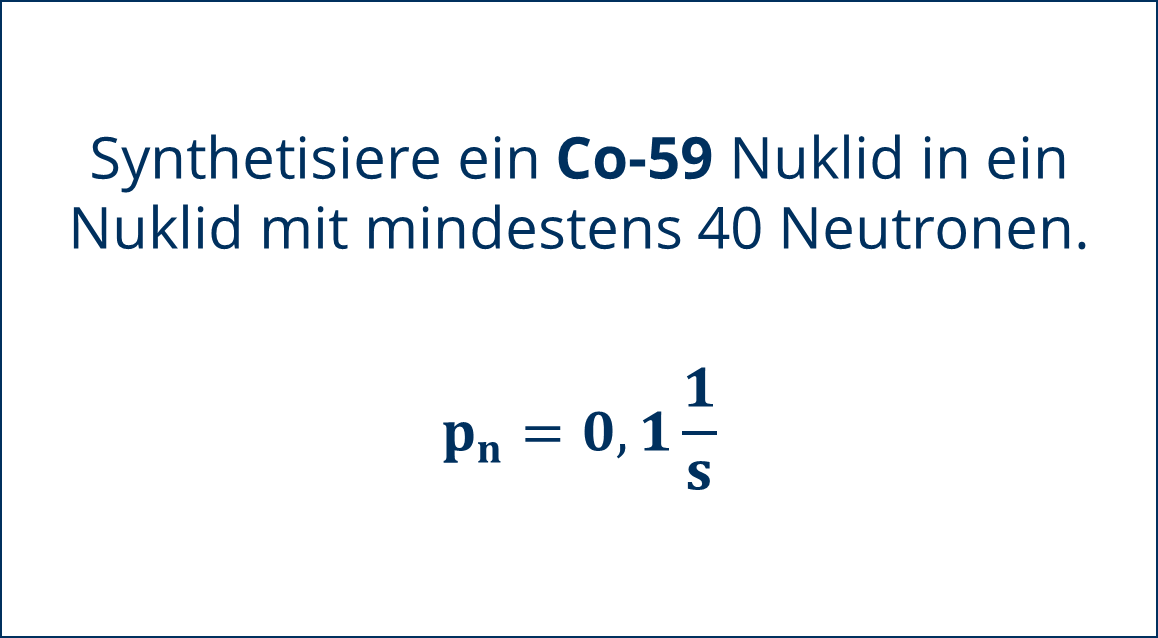 Synthetisiere ein Co-59 Nuklid in ein
Nuklid mit mindestens 40 Neutronen.
pₙ = 0,1 1/s